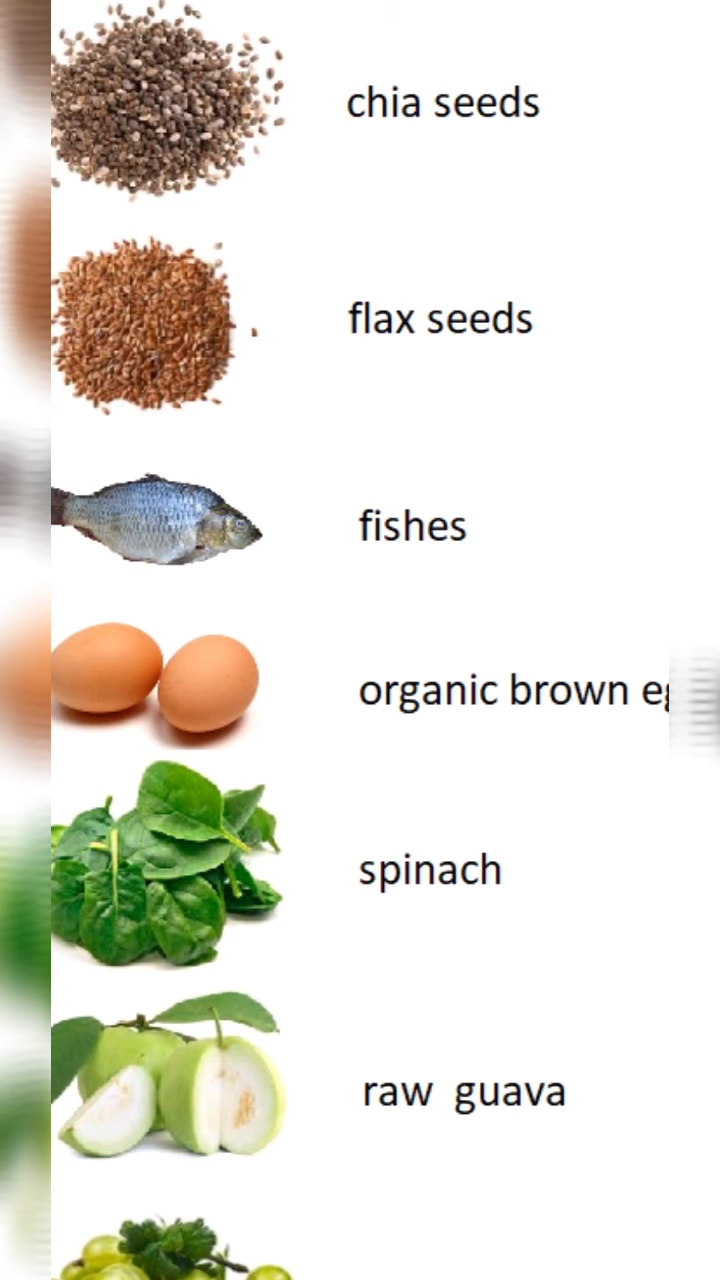 chia seeds
flax seeds
fishes
organic brown
spinach
raw guava